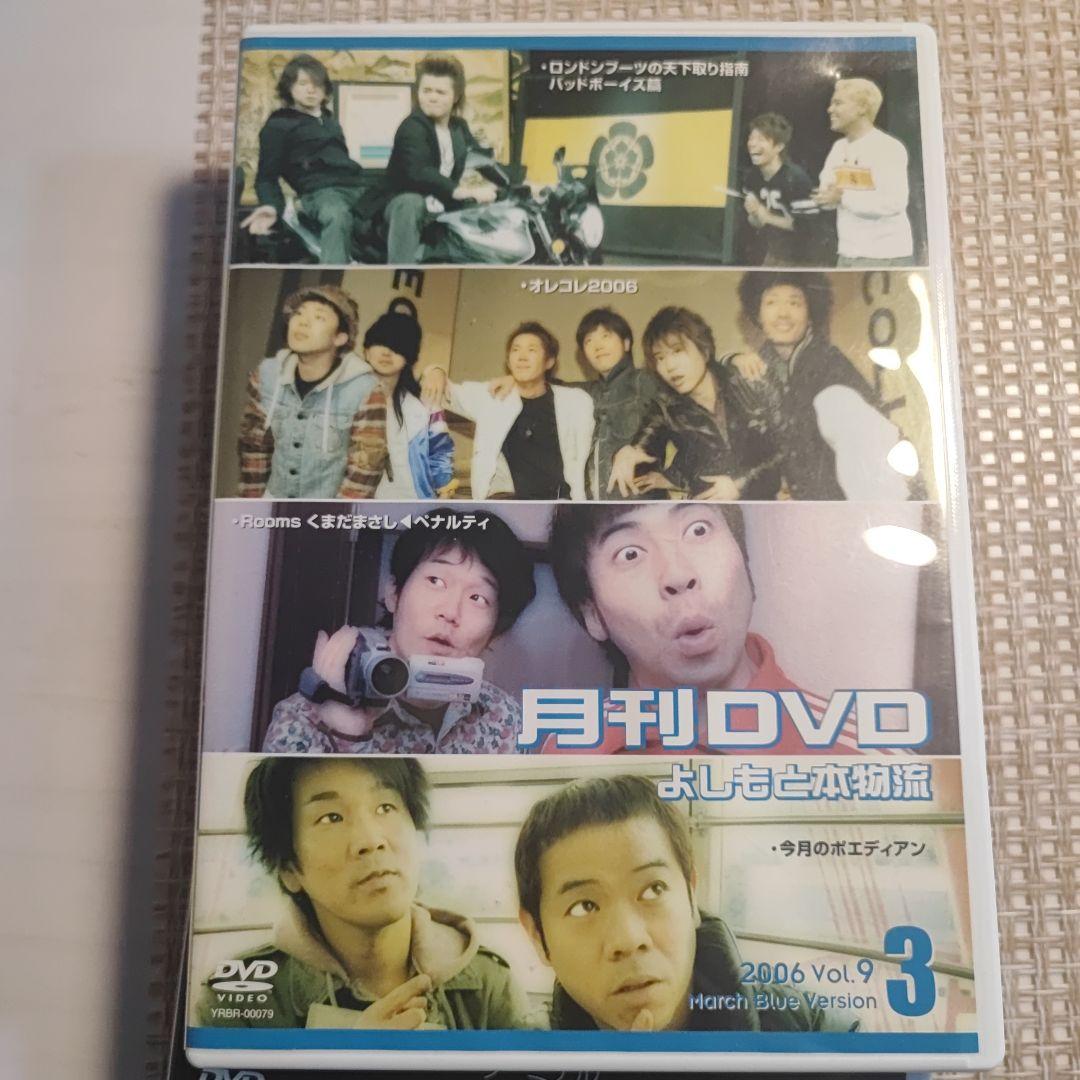 ・ロンドンブーツの天下取り指南
バッドボーイズ篇
・オレコレ2006
・Rooms くまだまさし◀ペナルティ
月刊DVD
よしもと本物流
・今月のポエディアン
DVD
VIDEO
YRBR-00079
2006 Vol.9
March Blue Version
3
DVD